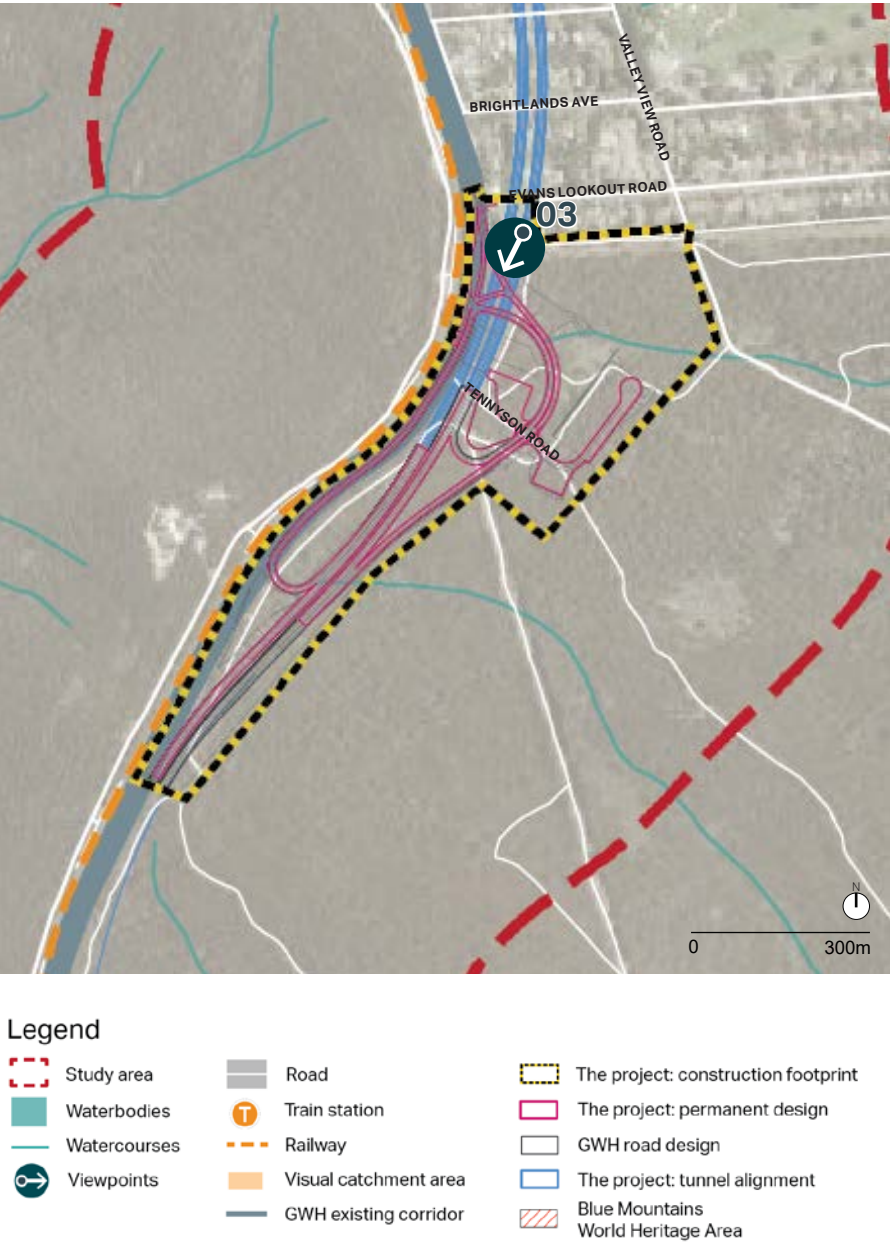 VALLEY VIEW ROAD
BRIGHTLANDS AVE
EVANS LOOKOUT ROAD
03
TENNYSON ROAD
N
0 300m
Legend
Study area
Waterbodies
Watercourses
Viewpoints
Road
T Train station
Railway
Visual catchment area
GWH existing corridor
The project: construction footprint
The project: permanent design
GWH road design
The project: tunnel alignment
Blue Mountains
World Heritage Area